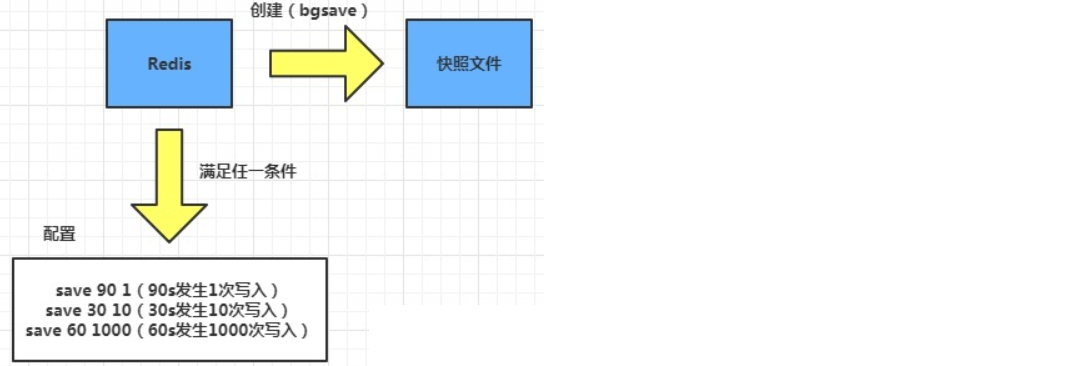 创建（bgsave）
Redis
快照文件
满足任一条件
配置
save 90 1（90s发生1次写入）
save 30 10（30s发生10次写入）
save 60 1000（60s发生1000次写入）